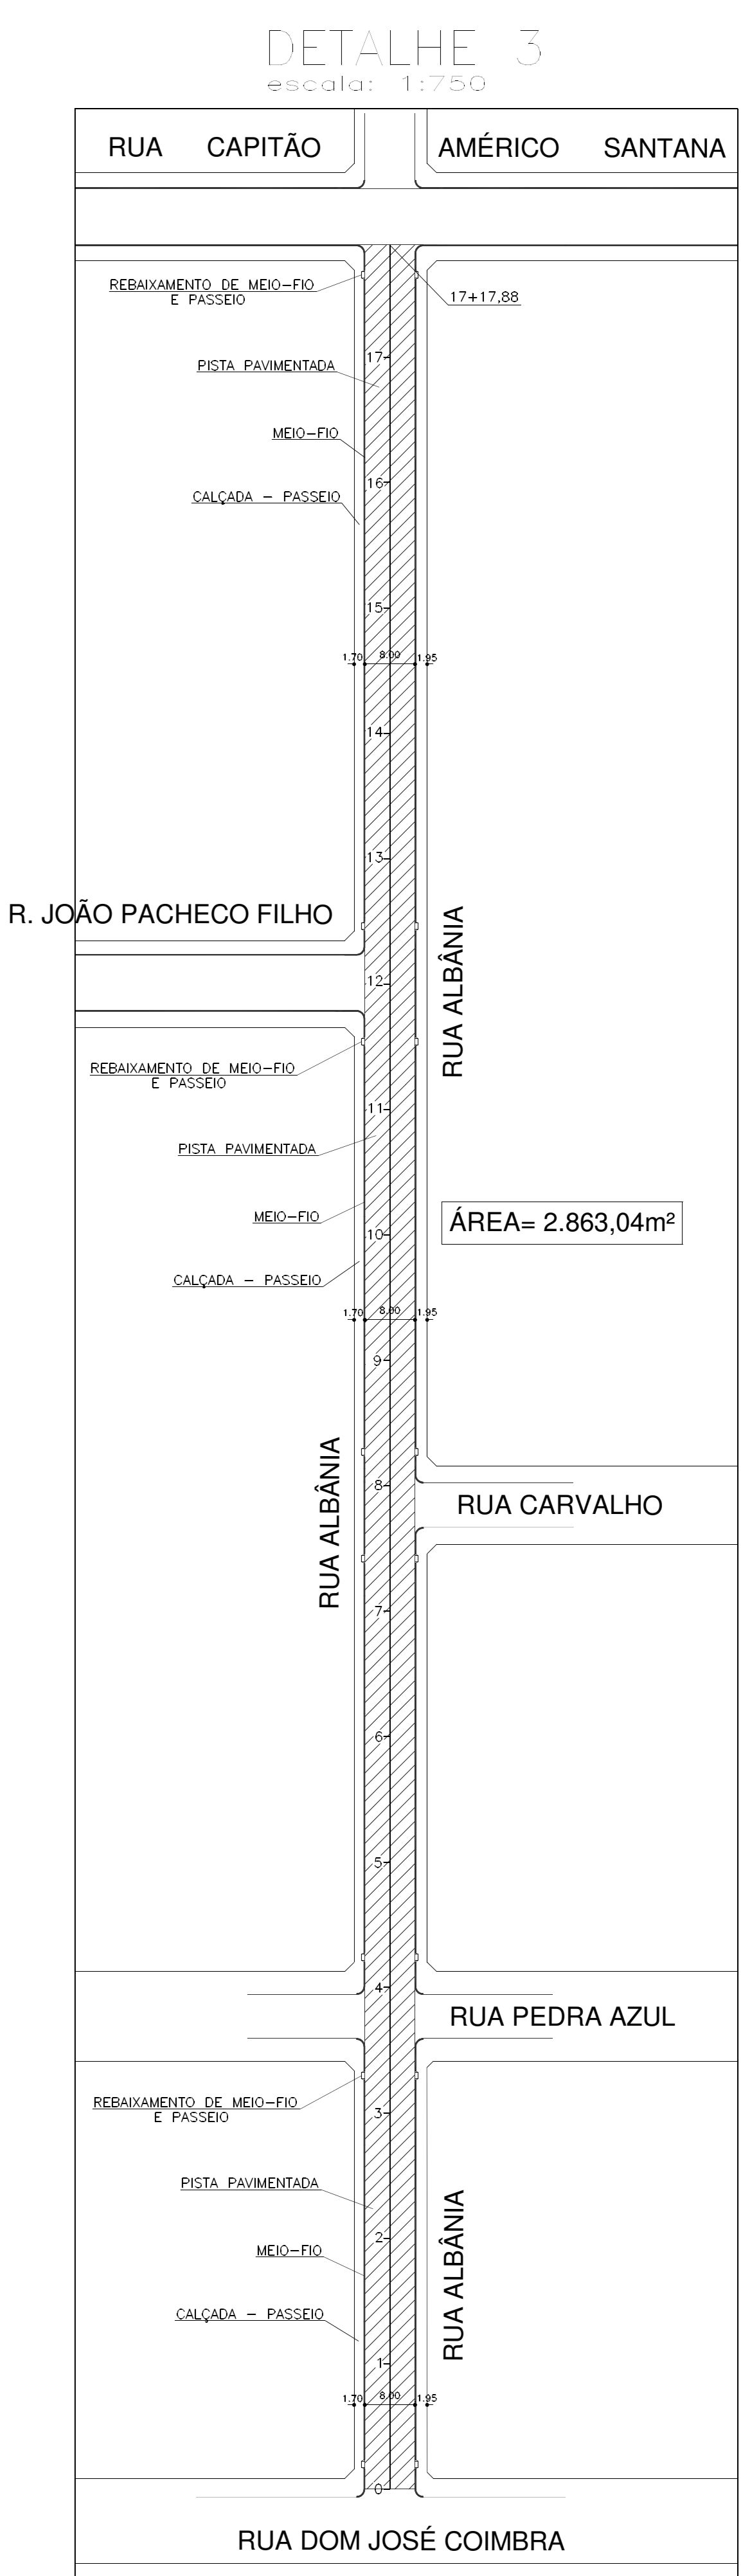 DETALHE 3
escala: 1:750
RUA CAPITÃO AMÉRICO SANTANA
REBAIXAMENTO DE MEIO-FIO
E PASSEIO
17+17,88
17
PISTA PAVIMENTADA
MEIO-FIO
16
CALÇADA - PASSEIO
15
1.70 8.00 1.95
14
13
R. JOÃO PACHECO FILHO
RUA ALBÂNIA
12
REBAIXAMENTO DE MEIO-FIO
E PASSEIO
11
PISTA PAVIMENTADA
MEIO-FIO
ÁREA= 2.863,04m²
10
CALÇADA - PASSEIO
1.70 8.00 1.95
9
8
RUA CARVALHO
RUA ALBÂNIA
7
6
5
4
RUA PEDRA AZUL
REBAIXAMENTO DE MEIO-FIO
E PASSEIO
3
PISTA PAVIMENTADA
2
MEIO-FIO
RUA ALBÂNIA
CALÇADA - PASSEIO
1
1.70 8.00 1.95
0
RUA DOM JOSÉ COIMBRA